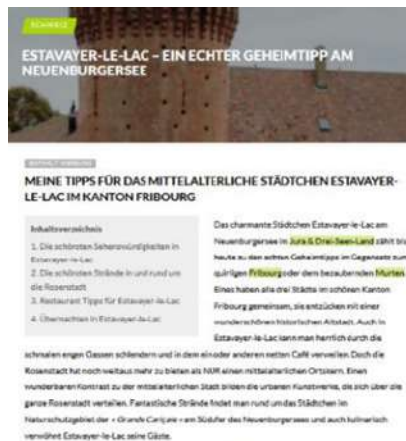 SCHWEIZ
ESTAVAYER-LE-LAC – EIN ECHTER GEHEIMTIPP AM
NEUENBURGERSEE
ENTHÄLT WERBUNG
MEINE TIPPS FÜR DAS MITTELALTERLICHE STÄDTCHEN ESTAVAYER-
LE-LAC IM KANTON FRIBOURG
Inhaltsverzeichnis
1. Die schönsten Sehenswürdigkeiten in
Estavayer-le-Lac
2. Die schönsten Strände in und rund um
die Rosenstadt
3. Restaurant Tipps für Estavayer-le-Lac
4. Übernachten in Estavayer-le-Lac
Das charmante Städtchen Estavayer-le-Lac am
Neuenburgersee in Jura & Drei-Seen-Land zählt bis
heute zu den echten Geheimtipps im Gegensatz zum
quirligen Fribourg oder dem bezaubernden Murten.
Eines haben alle drei Städte im schönen Kanton
Fribourg gemeinsam, sie entzücken mit einer
wunderschönen historischen Altstadt. Auch in
Estavayer-le-Lac kann man herrlich durch die
schmalen engen Gassen schlendern und in dem ein oder anderen netten Café verweilen. Doch die
Rosenstadt hat noch weitaus mehr zu bieten als NUR einen mittelalterlichen Ortskern. Einen
wunderbaren Kontrast zu der mittelalterlichen Stadt bilden die urbanen Kunstwerke, die sich über die
ganze Rosenstadt verteilen. Fantastische Strände findet man rund um das Städtchen im
Naturschutzgebiet der « Grande Cariçaie » am Südufer des Neuenburgersees und auch kulinarisch
verwöhnt Estavayer-le-Lac seine Gäste.